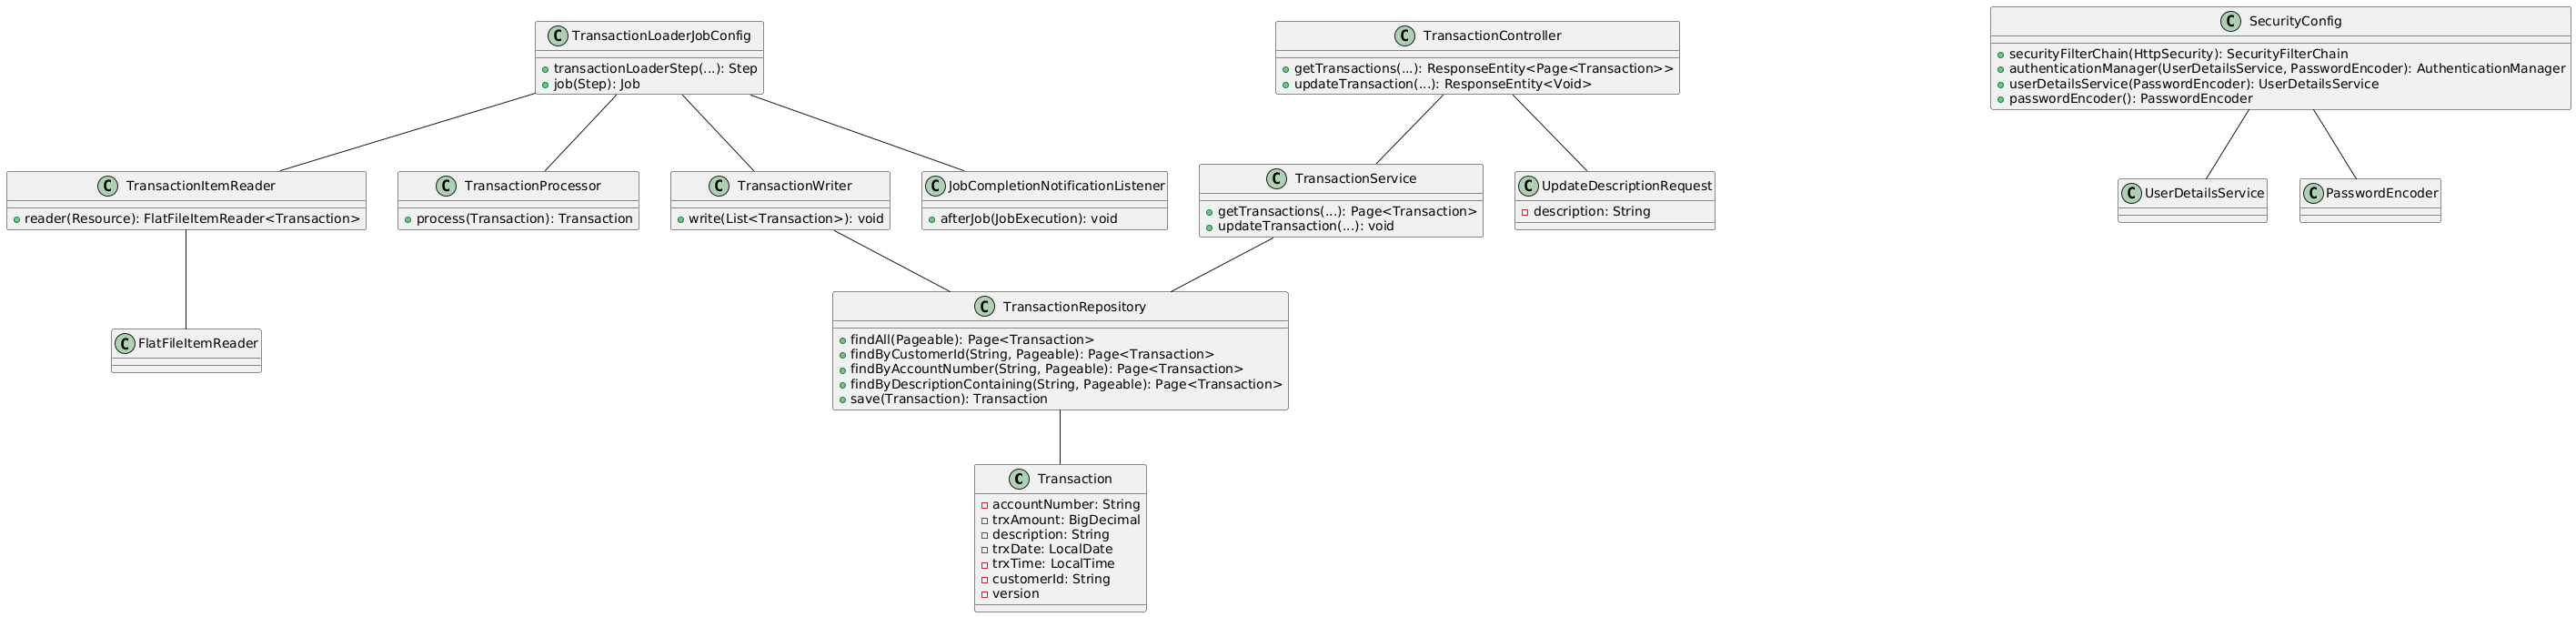 TransactionLoaderJobConfig
transactionLoaderStep(...): Step
job(Step): Job
TransactionController
getTransactions(...): ResponseEntity<Page<Transaction>>
updateTransaction(...): ResponseEntity<Void>
SecurityConfig
securityFilterChain(HttpSecurity): SecurityFilterChain
authenticationManager(UserDetailsService, PasswordEncoder): AuthenticationManager
userDetailsService(PasswordEncoder): UserDetailsService
passwordEncoder(): PasswordEncoder
TransactionItemReader
reader(Resource): FlatFileItemReader<Transaction>
TransactionProcessor
process(Transaction): Transaction
TransactionWriter
write(List<Transaction>): void
JobCompletionNotificationListener
afterJob(JobExecution): void
TransactionService
getTransactions(...): Page<Transaction>
updateTransaction(...): void
UpdateDescriptionRequest
description: String
UserDetailsService
PasswordEncoder
FlatFileItemReader
TransactionRepository
findAll(Pageable): Page<Transaction>
findByCustomerId(String, Pageable): Page<Transaction>
findByAccountNumber(String, Pageable): Page<Transaction>
findByDescriptionContaining(String, Pageable): Page<Transaction>
save(Transaction): Transaction
Transaction
accountNumber: String
trxAmount: BigDecimal
description: String
trxDate: LocalDate
trxTime: LocalTime
customerId: String
version